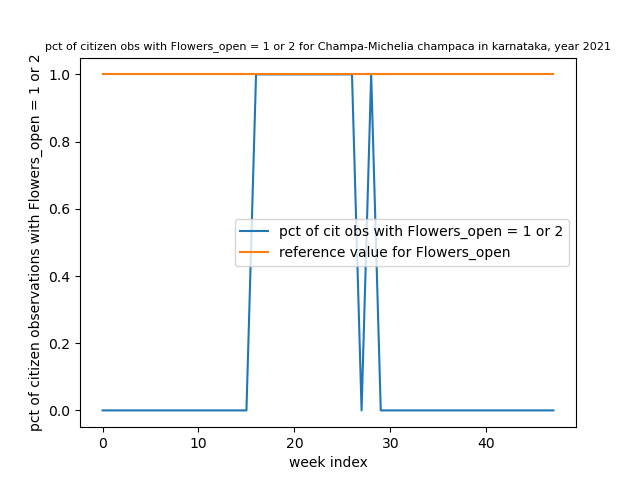 pct of citizen obs with Flowers_open = 1 or 2 for Champa-Michelia champaca in karnataka, year 2021
pct of citizen observations with Flowers_open = 1 or 2
1.0
0.8
0.6
0.4
0.2
0.0
pct of cit obs with Flowers_open = 1 or 2
reference value for Flowers_open
0 10 20 30 40
week index